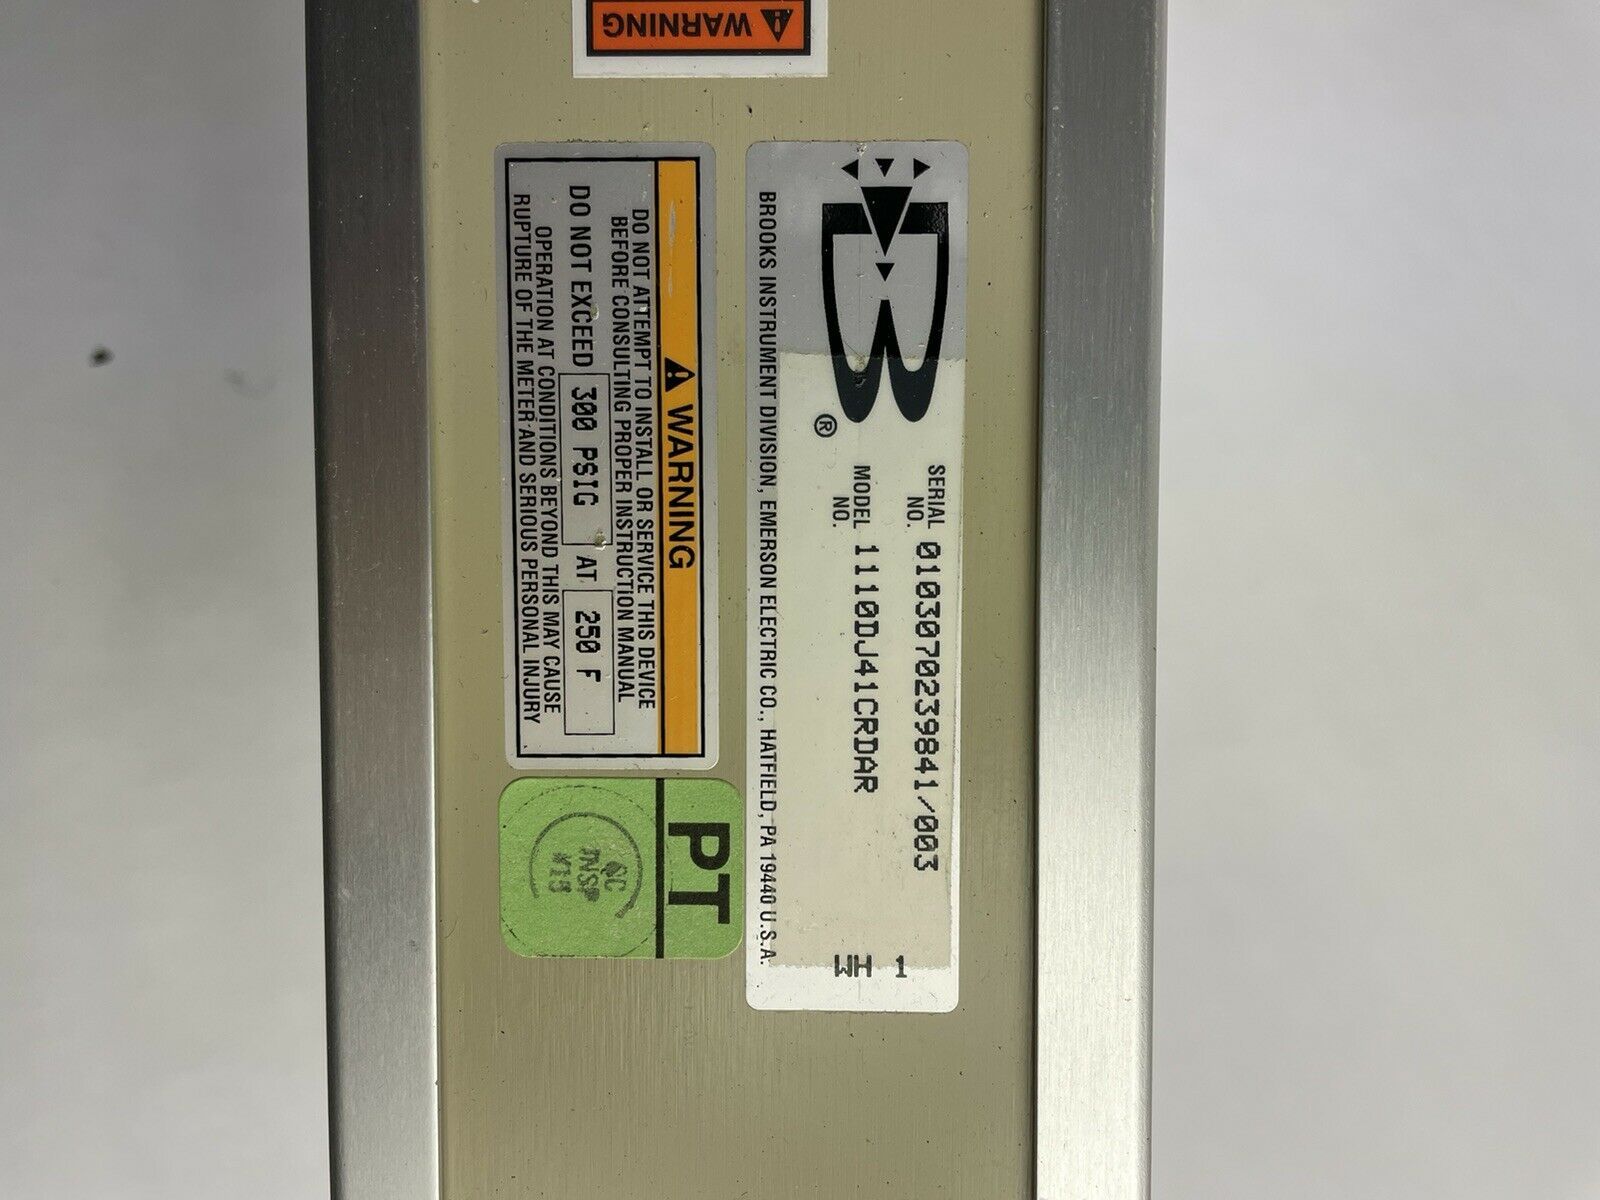 WARNING
®
SERIAL NO. 0103070239841/003
MODEL NO. 1110DJ41CRDAR
WH 1
BROOKS INSTRUMENT DIVISION, EMERSON ELECTRIC CO., HATFIELD, PA 19440 U.S.A.
WARNING
DO NOT ATTEMPT TO INSTALL OR SERVICE THIS DEVICE
BEFORE CONSULTING PROPER INSTRUCTION MANUAL
DO NOT EXCEED 300 PSIG AT 250 F
OPERATION AT CONDITIONS BEYOND THIS MAY CAUSE
RUPTURE OF THE METER AND SERIOUS PERSONAL INJURY
PT
QC
INSP